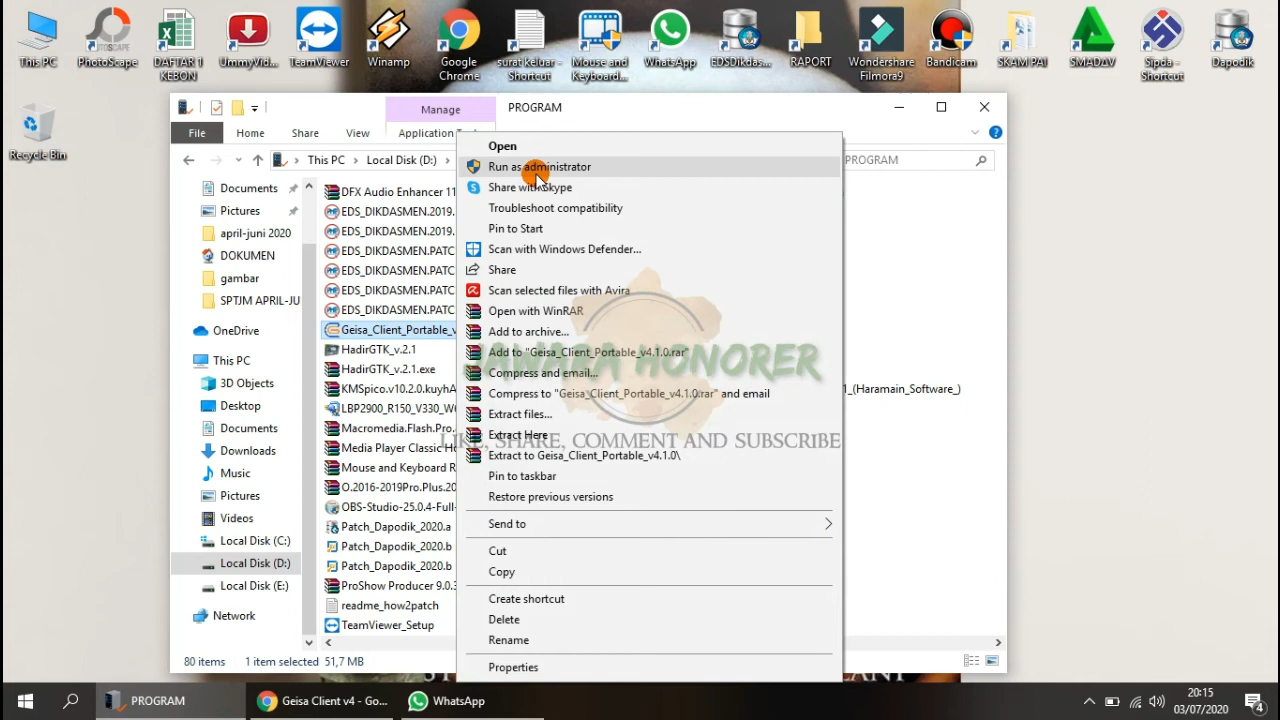 This PC
PhotoScape
DAFTAR 1 KEBON
UmmyVid...
TeamViewer
Winamp
Google Chrome
surat keluar - Shortcut
Mouse and Keyboard...
WhatsApp
EDSDikdas...
RAPORT
Wondershare Filmora9
Bandicam
SKAM PAI
SMADAV
Sipda - Shortcut
Dapodik
Recycle Bin
Manage
PROGRAM
File
Home
Share
View
This PC
Local Disk (D:)
PROGRAM
Documents
Pictures
april-juni 2020
DOKUMEN
gambar
SPTJM APRIL-JU
OneDrive
This PC
3D Objects
Desktop
Documents
Downloads
Music
Pictures
Videos
Local Disk (C:)
Local Disk (D:)
Local Disk (E:)
Network
DFX Audio Enhancer 11
EDS_DIKDASMEN.2019.
EDS_DIKDASMEN.2019.
EDS_DIKDASMEN.PATC
EDS_DIKDASMEN.PATC
EDS_DIKDASMEN.PATC
EDS_DIKDASMEN.PATC
Geisa_Client_Portable_v
HadirGTK_v.2.1
HadirGTK_v.2.1.exe
KMSpico.v10.2.0.kuyhA
1_(Haramain_Software_)
LBP2900_R150_V330_W6
Macromedia.Flash.Pro.
Media Player Classic H
Mouse and Keyboard R
O.2016-2019Pro.Plus.20
OBS-Studio-25.0.4-Full-
Patch_Dapodik_2020.a
Patch_Dapodik_2020.b
Patch_Dapodik_2020.b
ProShow Producer 9.0.3
readme_how2patch
TeamViewer_Setup
Open
Run as administrator
Share with Skype
Troubleshoot compatibility
Pin to Start
Scan with Windows Defender...
Share
Scan selected files with Avira
Open with WinRAR
Add to archive...
Add to "Geisa_Client_Portable_v4.1.0.rar"
Compress and email...
Compress to "Geisa_Client_Portable_v4.1.0.rar" and email
Extract files...
Extract Here
Extract to Geisa_Client_Portable_v4.1.0\
Pin to taskbar
Restore previous versions
Send to
Cut
Copy
Create shortcut
Delete
Rename
Properties
HONORER
LIKE, SHARE, COMMENT AND SUBSCRIBE
80 items
1 item selected 51,7 MB
PROGRAM
Geisa Client v4 - Go...
WhatsApp
20:15
03/07/2020
4